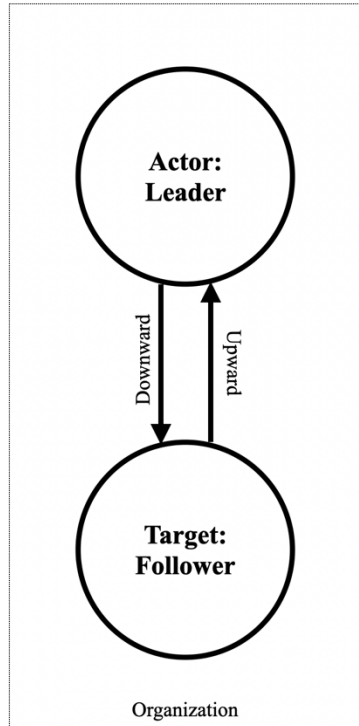 Actor:
Leader
Downward
Upward
Target:
Follower
Organization